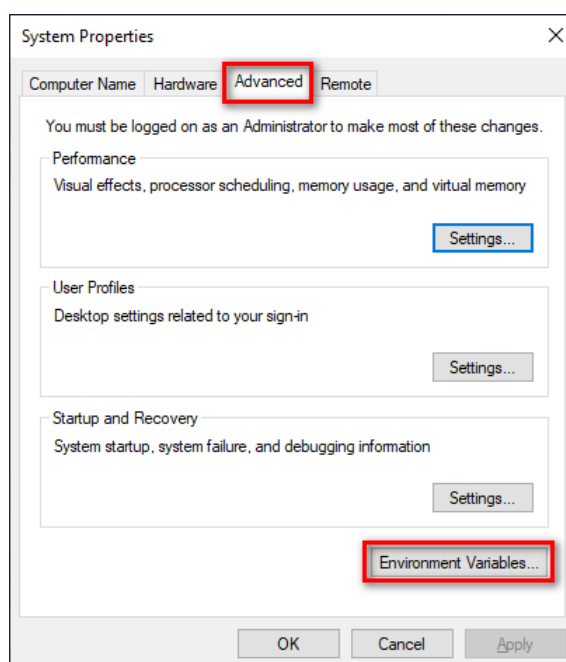 System Properties
Computer Name Hardware Advanced Remote
You must be logged on as an Administrator to make most of these changes.
Performance
Visual effects, processor scheduling, memory usage, and virtual memory
Settings...
User Profiles
Desktop settings related to your sign-in
Settings...
Startup and Recovery
System startup, system failure, and debugging information
Settings...
Environment Variables...
OK Cancel Apply